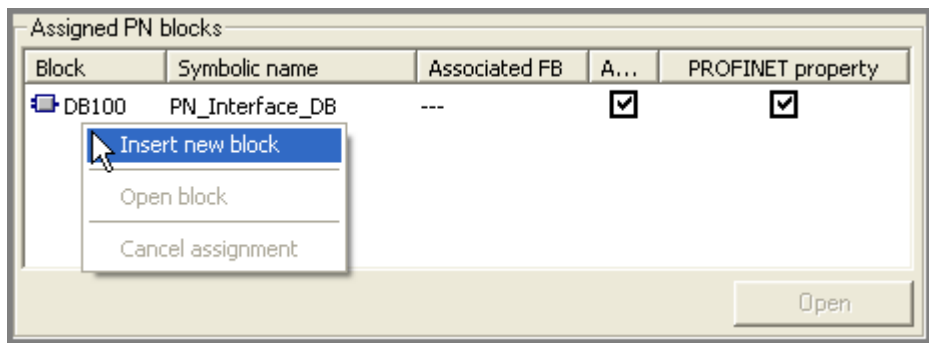 Assigned PN blocks
Block Symbolic name Associated FB A... PROFINET property
DB100 PN_Interface_DB ---
Insert new block
Open block
Cancel assignment
Open